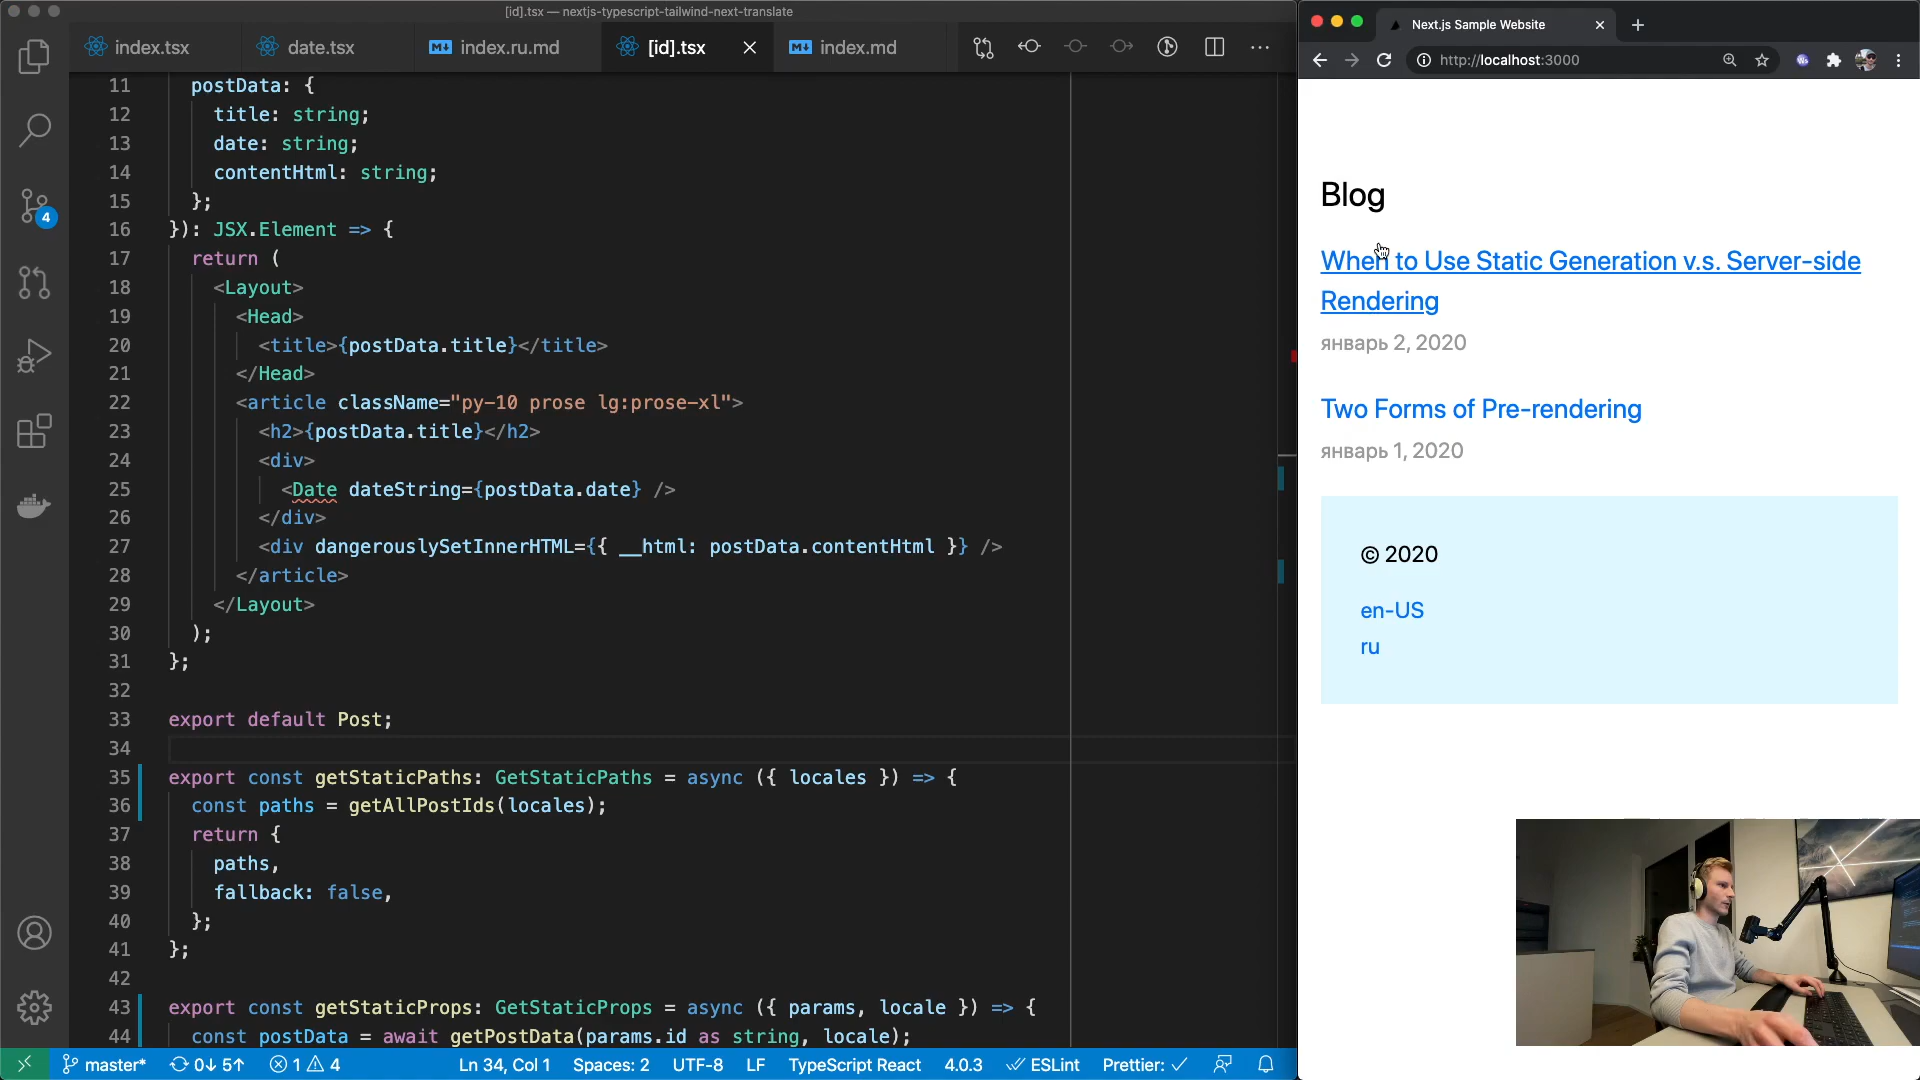 [id].tsx — nextjs-typescript-tailwind-next-translate
index.tsx
date.tsx
index.ru.md
[id].tsx
index.md
11 postData: {
12 title: string;
13 date: string;
14 contentHtml: string;
15 };
16 }): JSX.Element => {
17 return (
18 <Layout>
19 <Head>
20 <title>{postData.title}</title>
21 </Head>
22 <article className="py-10 prose lg:prose-xl">
23 <h2>{postData.title}</h2>
24 <div>
25 <Date dateString={postData.date} />
26 </div>
27 <div dangerouslySetInnerHTML={{ __html: postData.contentHtml }} />
28 </article>
29 </Layout>
30 );
31 };
32
33 export default Post;
34
35 export const getStaticPaths: GetStaticPaths = async ({ locales }) => {
36 const paths = getAllPostIds(locales);
37 return {
38 paths,
39 fallback: false,
40 };
41 };
42
43 export const getStaticProps: GetStaticProps = async ({ params, locale }) => {
44 const postData = await getPostData(params.id as string, locale);
4
master* 0↓ 5↑ 1 4 Ln 34, Col 1 Spaces: 2 UTF-8 LF TypeScript React 4.0.3 ESLint Prettier: ✓
Next.js Sample Website
http://localhost:3000
Blog
When to Use Static Generation v.s. Server-side
Rendering
январь 2, 2020
Two Forms of Pre-rendering
январь 1, 2020
© 2020
en-US
ru